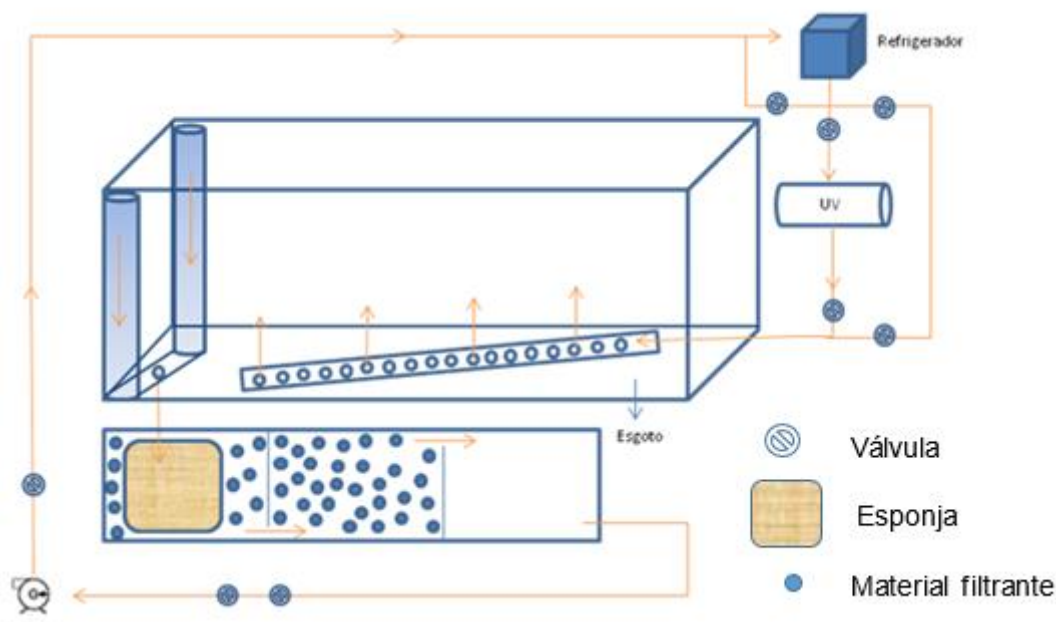 Refrigerador
UV
Esgoto
Válvula
Esponja
Material filtrante